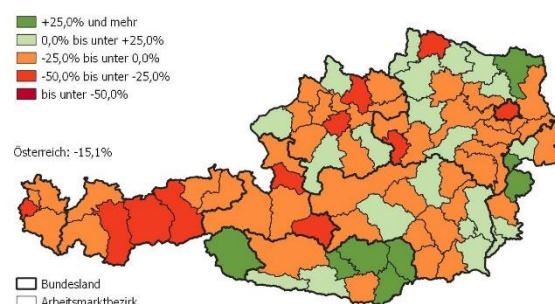 +25,0% und mehr
0,0% bis unter +25,0%
-25,0% bis unter 0,0%
-50,0% bis unter -25,0%
bis unter -50,0%
Österreich: -15,1%
Bundesland
Arbeitsmarktbezirk